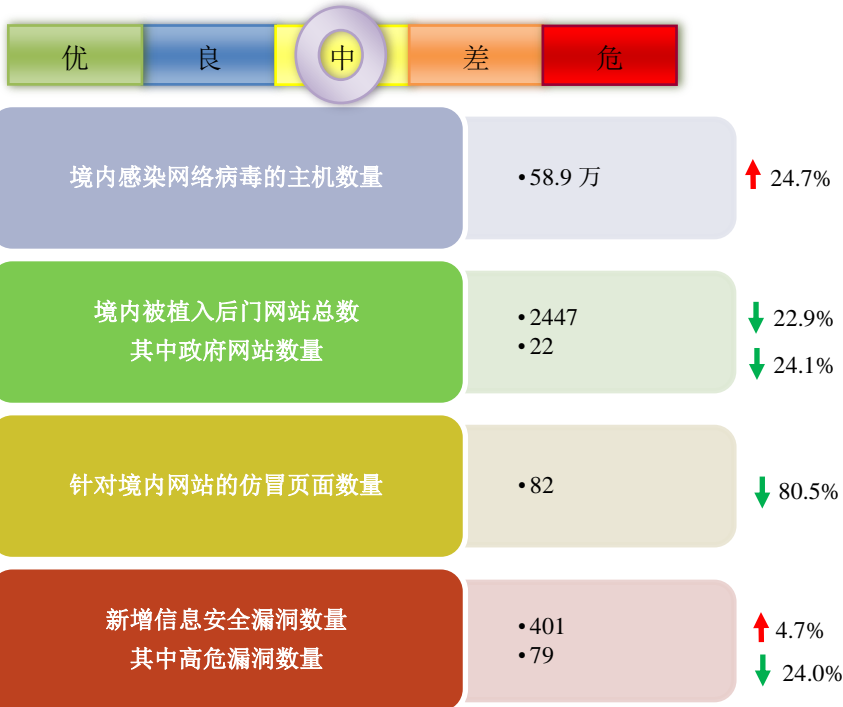 优 良 中 差 危
境内感染网络病毒的主机数量
•58.9 万
24.7%
境内被植入后门网站总数
其中政府网站数量
•2447
•22
22.9%
24.1%
针对境内网站的仿冒页面数量
•82
80.5%
新增信息安全漏洞数量
其中高危漏洞数量
•401
•79
4.7%
24.0%